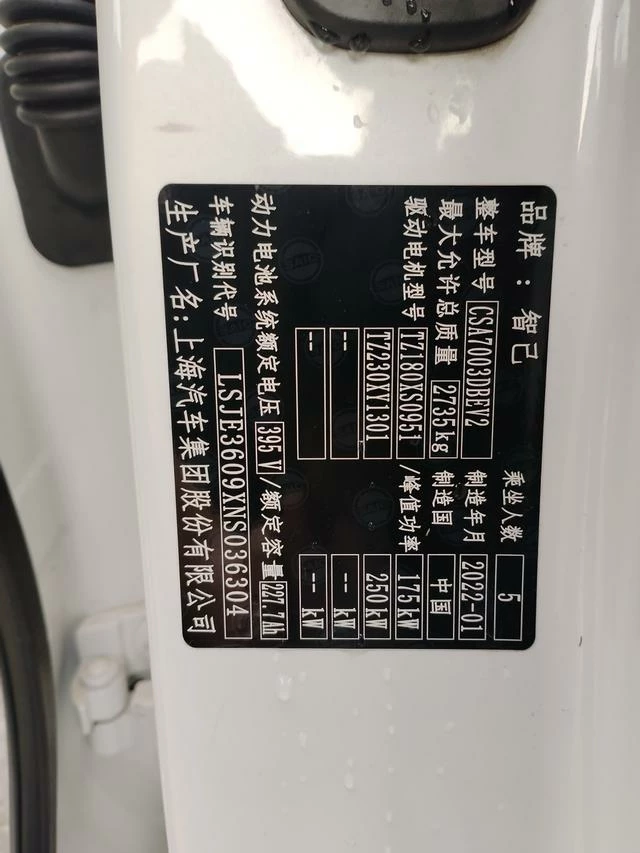 品牌：智己 乘坐人数 5
整车型号 CSA7003DBEV2 制造年月 2022-01
最大允许总质量 2735kg 制造国 中国
驱动电机型号 TZ180XS0951 /峰值功率 175kW
TZ230XY1301 250kW
-- --kW
-- --kW
动力电池系统额定电压 395V /额定容量 227.7Ah
车辆识别代号 LSJE3609XNS036304
生产厂名：上海汽车集团股份有限公司